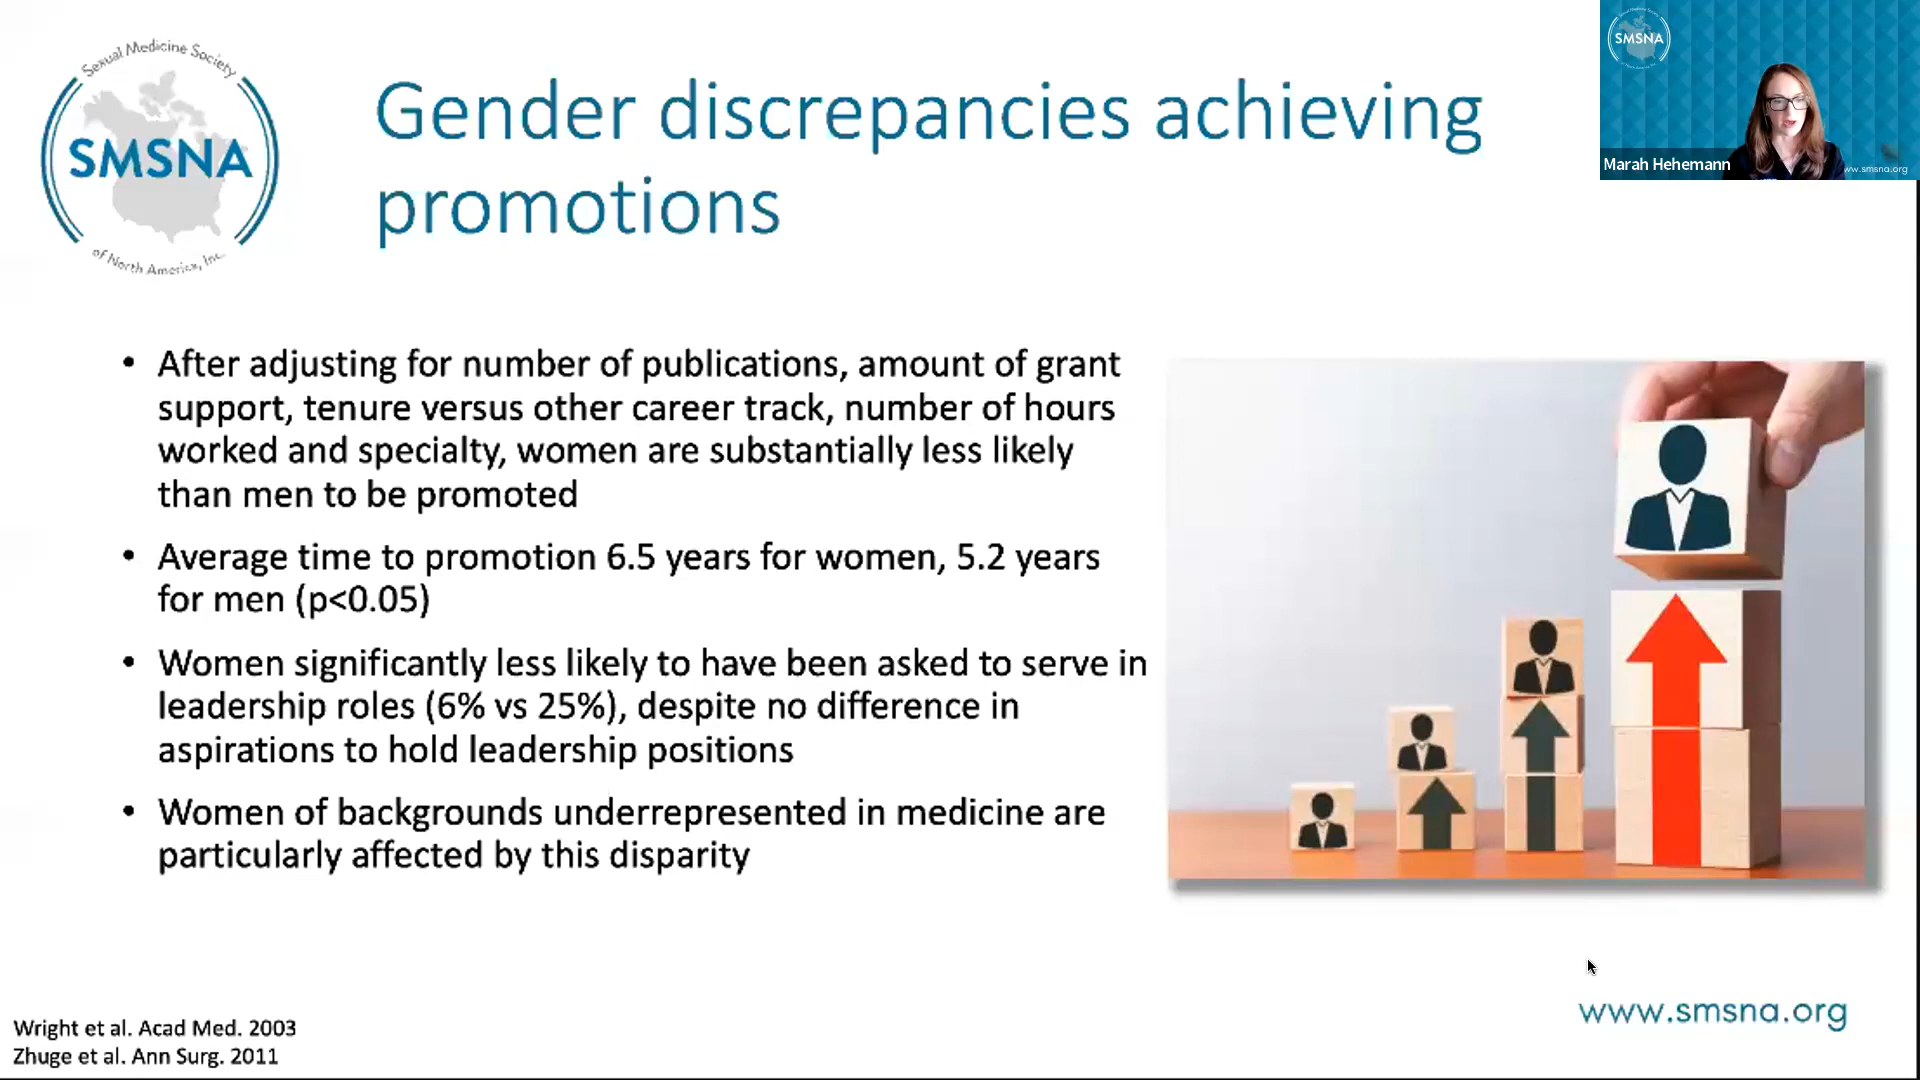 Sexual Medicine Society
SMSNA
of North America, Inc.
Gender discrepancies achieving
promotions
SMSNA
Marah Hehemann
www.smsna.org
• After adjusting for number of publications, amount of grant
support, tenure versus other career track, number of hours
worked and specialty, women are substantially less likely
than men to be promoted
• Average time to promotion 6.5 years for women, 5.2 years
for men (p<0.05)
• Women significantly less likely to have been asked to serve in
leadership roles (6% vs 25%), despite no difference in
aspirations to hold leadership positions
• Women of backgrounds underrepresented in medicine are
particularly affected by this disparity
www.smsna.org
Wright et al. Acad Med. 2003
Zhuge et al. Ann Surg. 2011